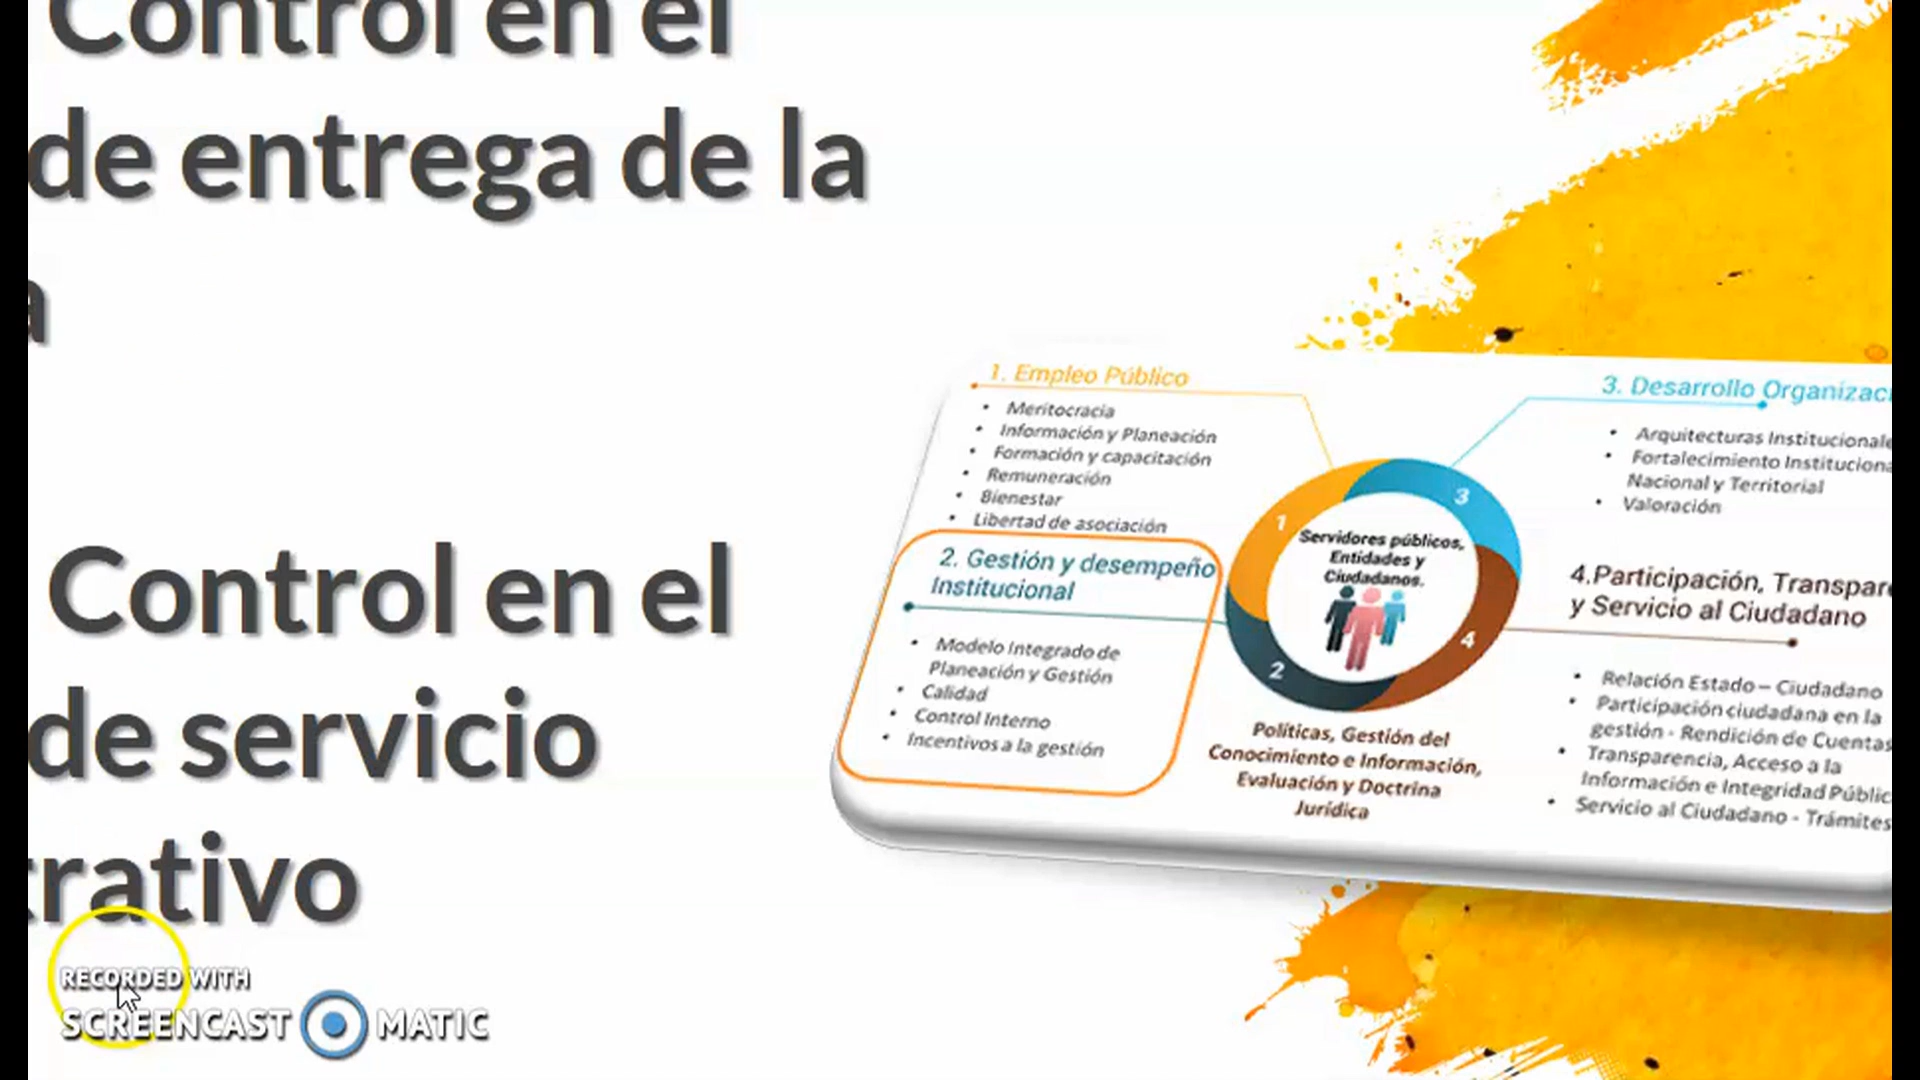 Control en el
de entrega de la
a
Control en el
de servicio
trativo
1. Empleo Público
• Meritocracia
• Información y Planeación
• Formación y capacitación
• Remuneración
• Bienestar
• Libertad de asociación
2. Gestión y desempeño
Institucional
• Modelo Integrado de
Planeación y Gestión
• Calidad
• Control Interno
• Incentivos a la gestión
1
3
2
4
Servidores públicos,
Entidades y
Ciudadanos.
Políticas, Gestión del
Conocimiento e Información,
Evaluación y Doctrina
Jurídica
3. Desarrollo Organizaci
• Arquitecturas Institucionale
• Fortalecimiento Instituciona
Nacional y Territorial
• Valoración
4.Participación, Transpare
y Servicio al Ciudadano
• Relación Estado – Ciudadano
• Participación ciudadana en la
gestión - Rendición de Cuentas
• Transparencia, Acceso a la
Información e Integridad Públic
• Servicio al Ciudadano - Trámites
RECORDED WITH
SCREENCAST MATIC